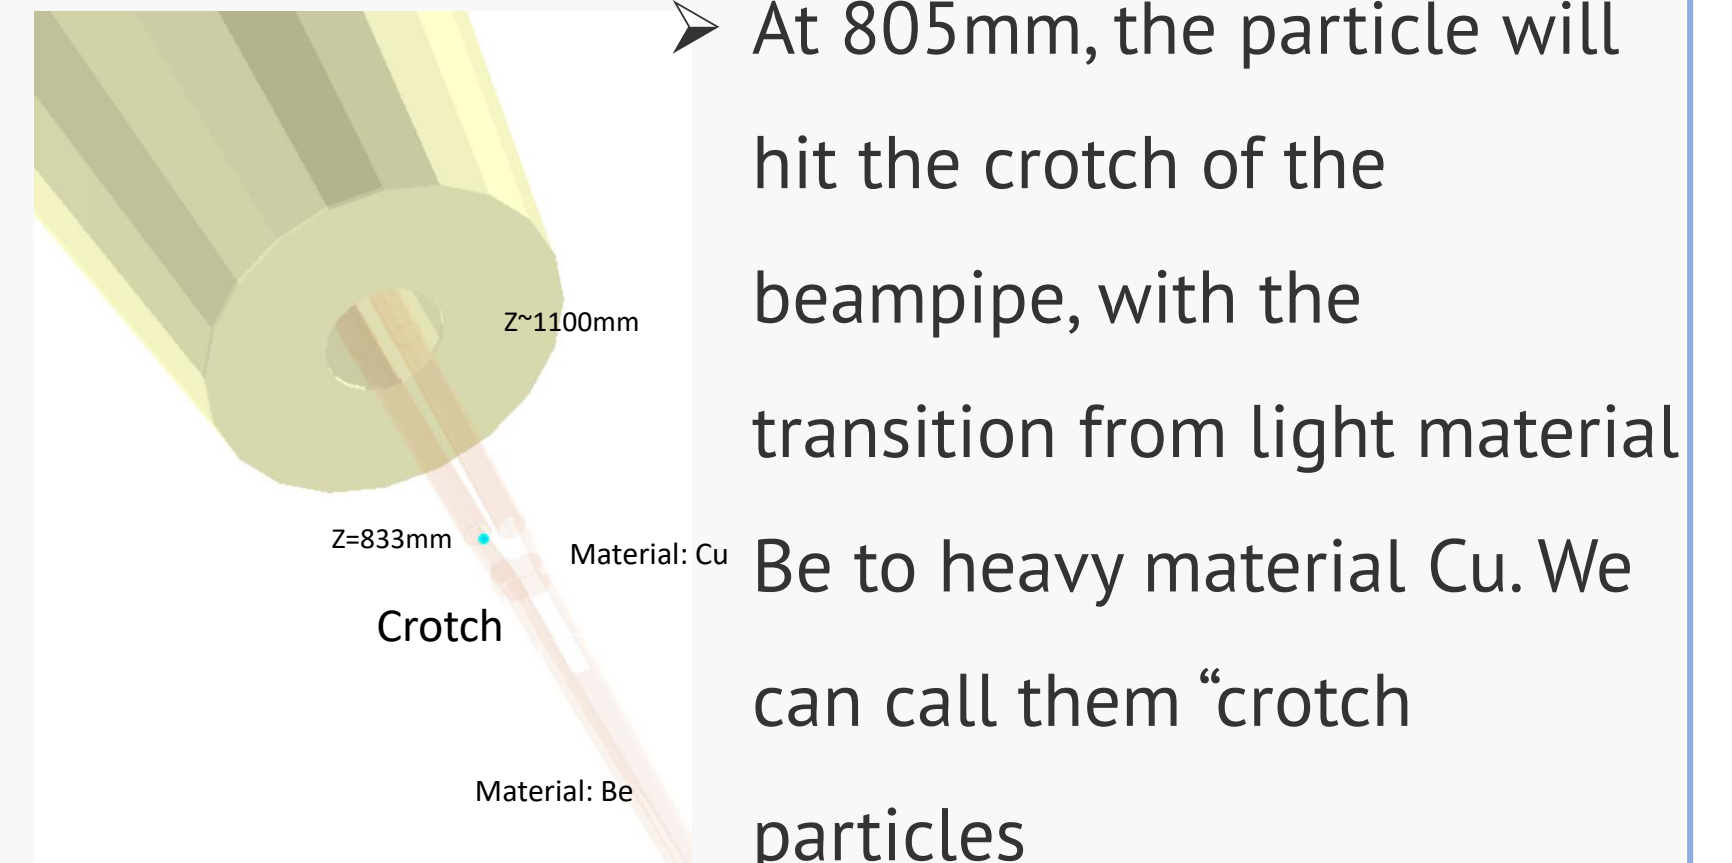 Z~1100mm
Z=833mm
Material: Cu
Crotch
Material: Be
At 805mm, the particle will
hit the crotch of the
beampipe, with the
transition from light material
Be to heavy material Cu. We
can call them “crotch
particles